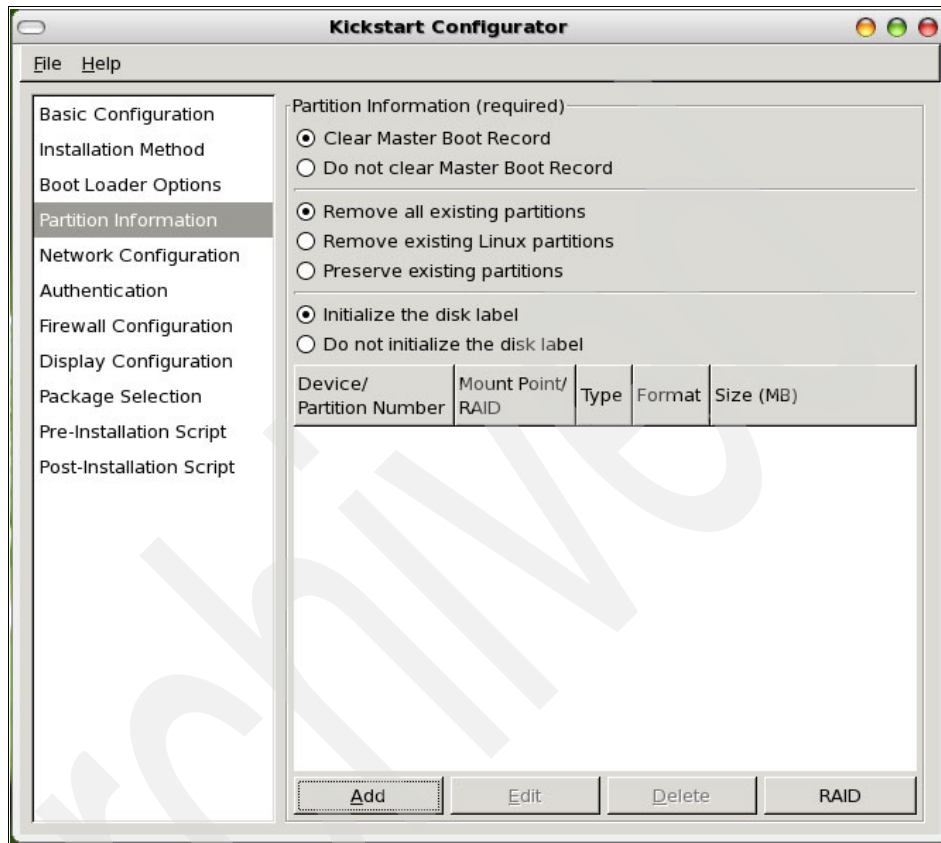 Kickstart Configurator
File Help
Basic Configuration
Installation Method
Boot Loader Options
Partition Information
Network Configuration
Authentication
Firewall Configuration
Display Configuration
Package Selection
Pre-Installation Script
Post-Installation Script
Partition Information (required)
Clear Master Boot Record
Do not clear Master Boot Record
Remove all existing partitions
Remove existing Linux partitions
Preserve existing partitions
Initialize the disk label
Do not initialize the disk label
Device/
Partition Number
Mount Point/
RAID
Type
Format
Size (MB)
Add
Edit
Delete
RAID